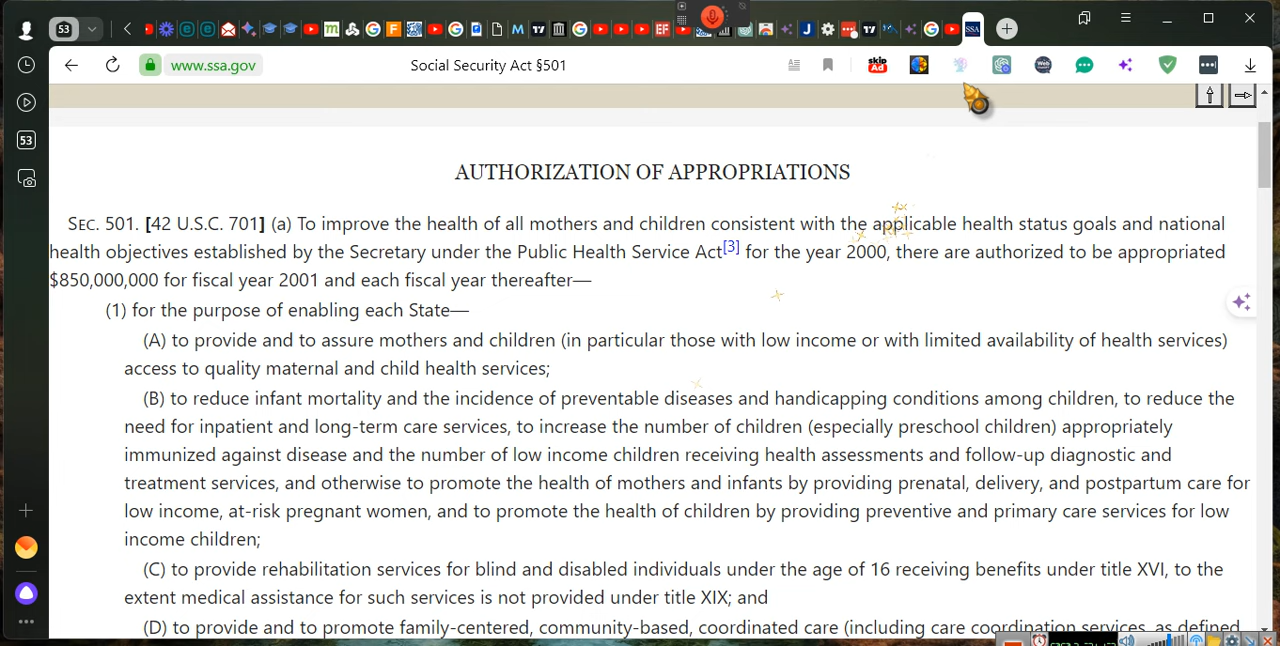 53
www.ssa.gov
Social Security Act §501
skip
Ad
SSA
53
AUTHORIZATION OF APPROPRIATIONS
SEC. 501. [42 U.S.C. 701] (a) To improve the health of all mothers and children consistent with the applicable health status goals and national
health objectives established by the Secretary under the Public Health Service Act[3] for the year 2000, there are authorized to be appropriated
$850,000,000 for fiscal year 2001 and each fiscal year thereafter—
(1) for the purpose of enabling each State—
(A) to provide and to assure mothers and children (in particular those with low income or with limited availability of health services)
access to quality maternal and child health services;
(B) to reduce infant mortality and the incidence of preventable diseases and handicapping conditions among children, to reduce the
need for inpatient and long-term care services, to increase the number of children (especially preschool children) appropriately
immunized against disease and the number of low income children receiving health assessments and follow-up diagnostic and
treatment services, and otherwise to promote the health of mothers and infants by providing prenatal, delivery, and postpartum care for
low income, at-risk pregnant women, and to promote the health of children by providing preventive and primary care services for low
income children;
(C) to provide rehabilitation services for blind and disabled individuals under the age of 16 receiving benefits under title XVI, to the
extent medical assistance for such services is not provided under title XIX; and
(D) to provide and to promote family-centered, community-based, coordinated care (including care coordination services, as defined